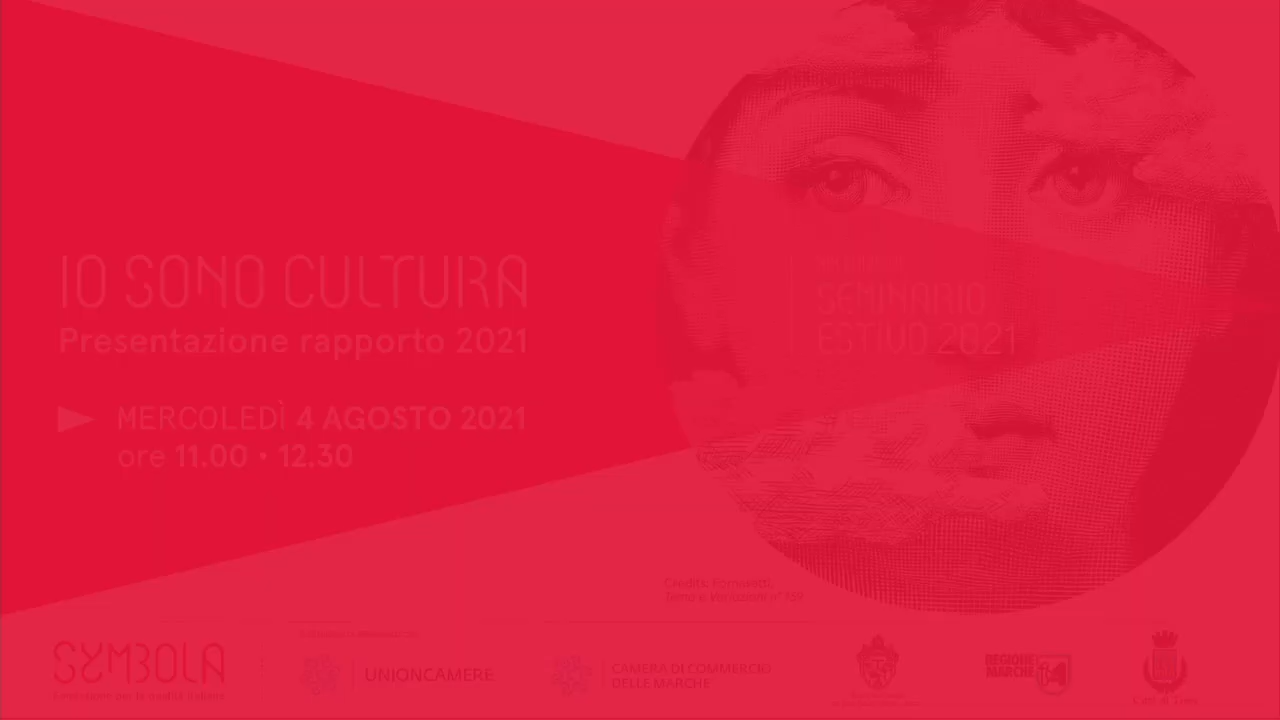 IO SONO CULTURA
Presentazione rapporto 2021
MERCOLEDÌ 4 AGOSTO 2021
ore 11.00 • 12.30
SEMINARIO
ESTIVO 2021
Credits: Fornasetti,
Tema e Variazioni n° 159
SYMBOLA
UNIONCAMERE
CAMERA DI COMMERCIO
DELLE MARCHE
REGIONE
MARCHE